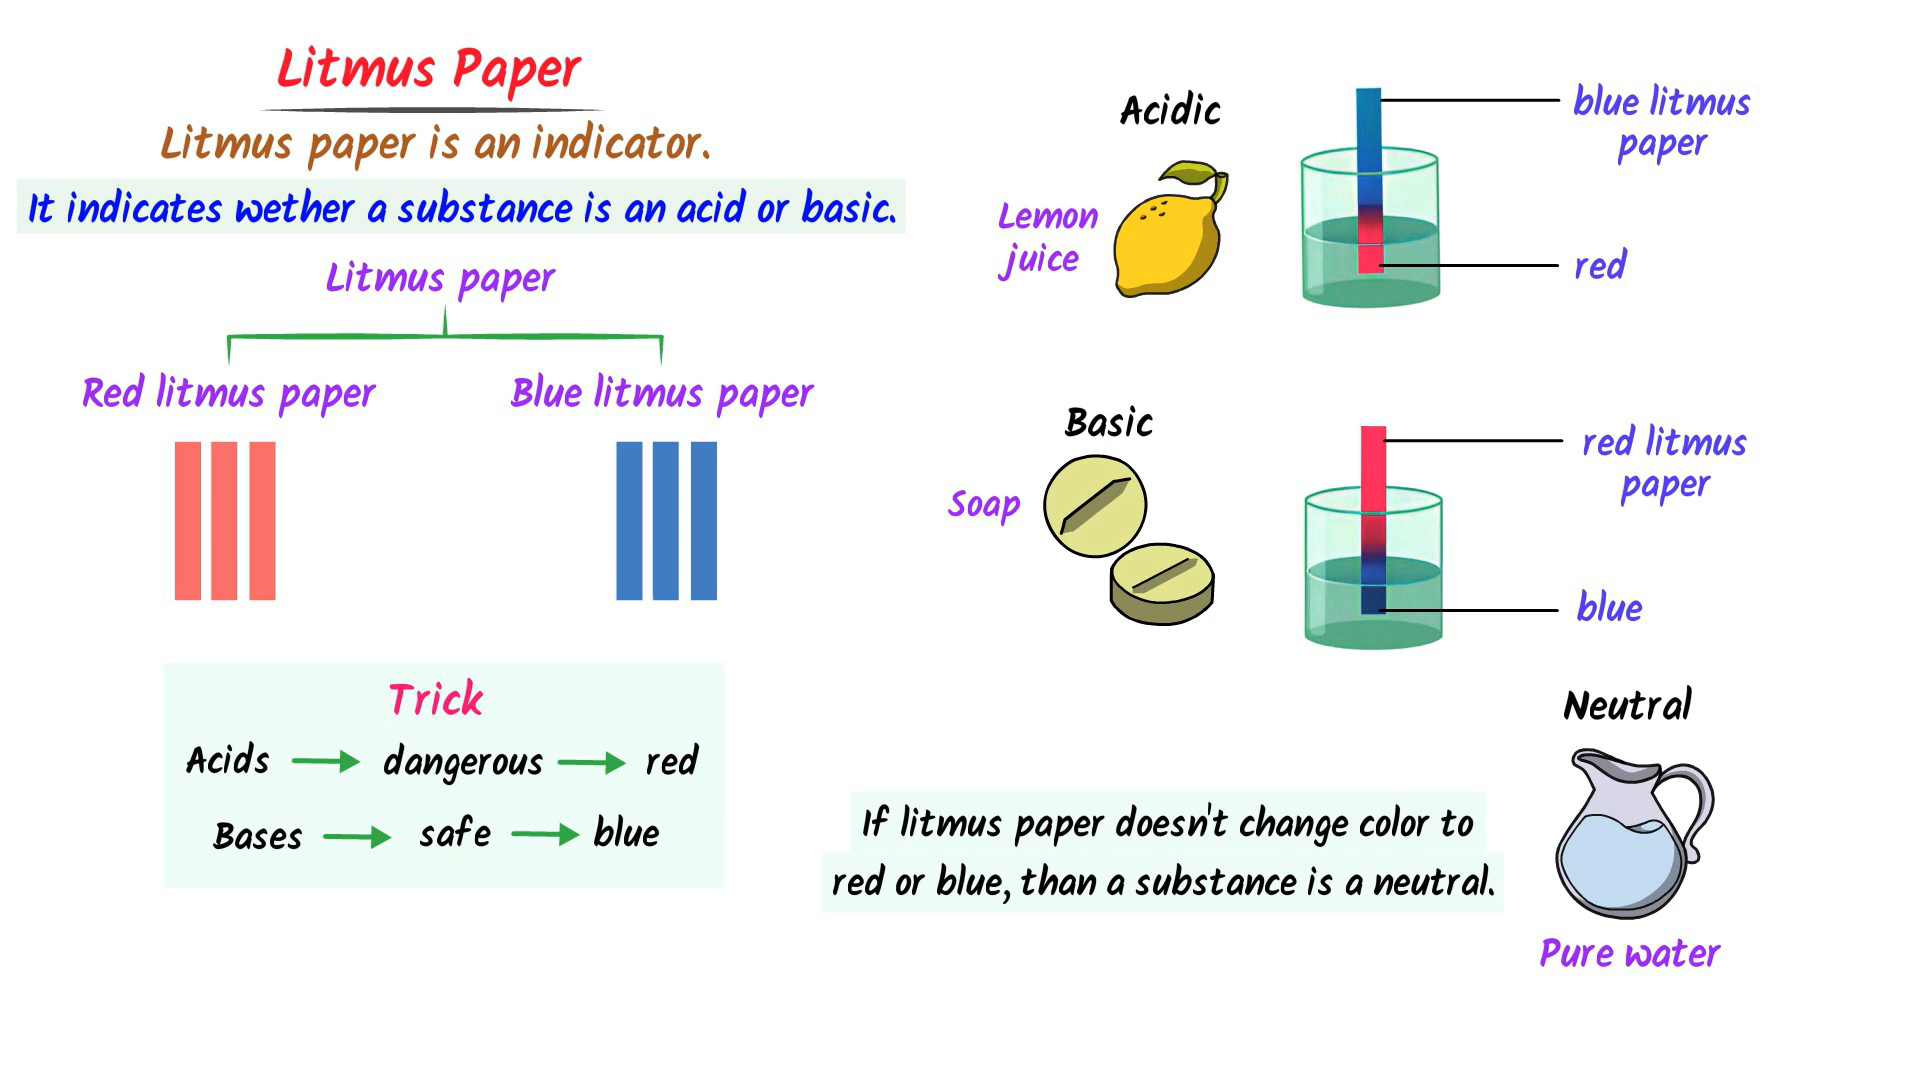 Litmus Paper
Litmus paper is an indicator.
It indicates wether a substance is an acid or basic.
Litmus paper
Red litmus paper
Blue litmus paper
Trick
Acids → dangerous → red
Bases → safe → blue
Acidic
Lemon
juice
blue litmus
paper
red
Basic
Soap
red litmus
paper
blue
Neutral
If litmus paper doesn't change color to
red or blue, than a substance is a neutral.
Pure water